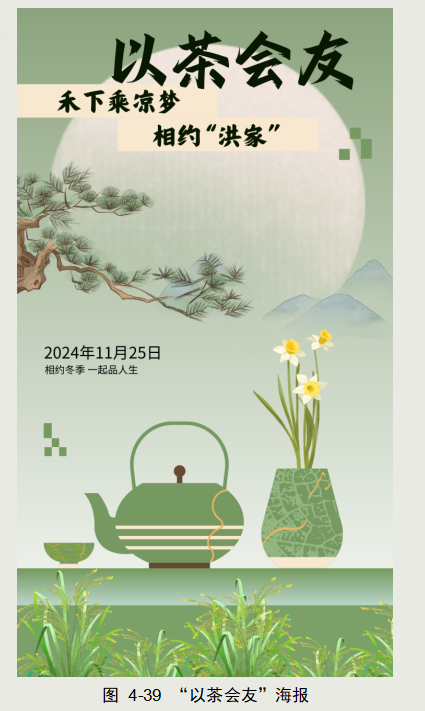 以茶会友
禾下乘凉梦
相约“洪家”
2024年11月25日
相约冬季 一起品人生
图 4-39 “以茶会友”海报